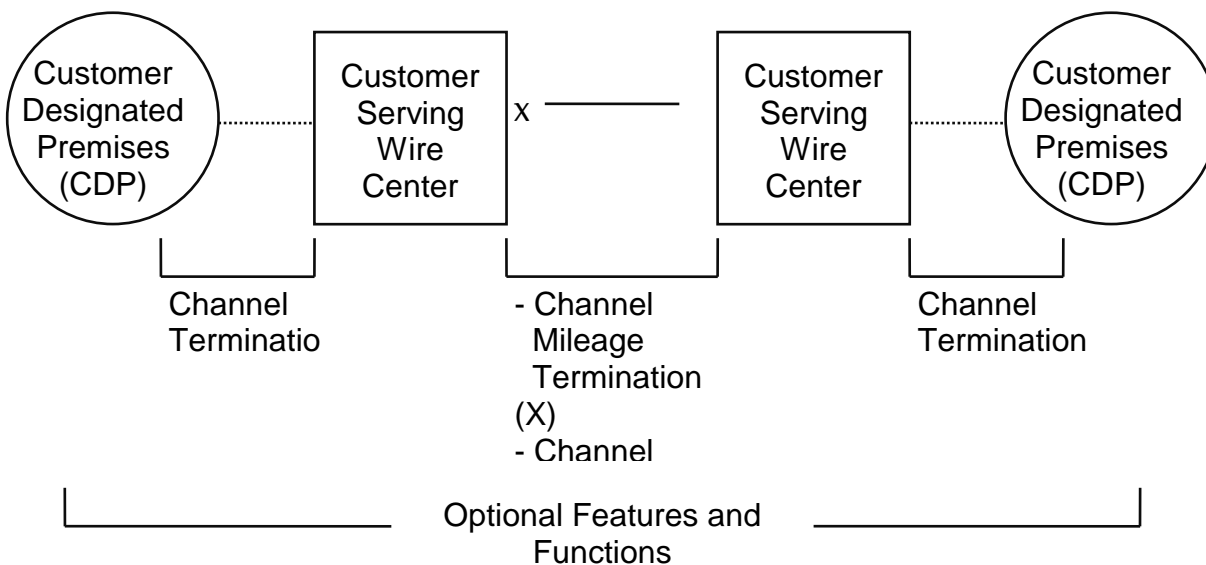 Customer
Designated
Premises
(CDP)
Customer
Serving
Wire
Center
x
Customer
Serving
Wire
Center
Customer
Designated
Premises
(CDP)
Channel
Terminatio
- Channel
Mileage
Termination
(X)
- Channel
Channel
Termination
Optional Features and
Functions